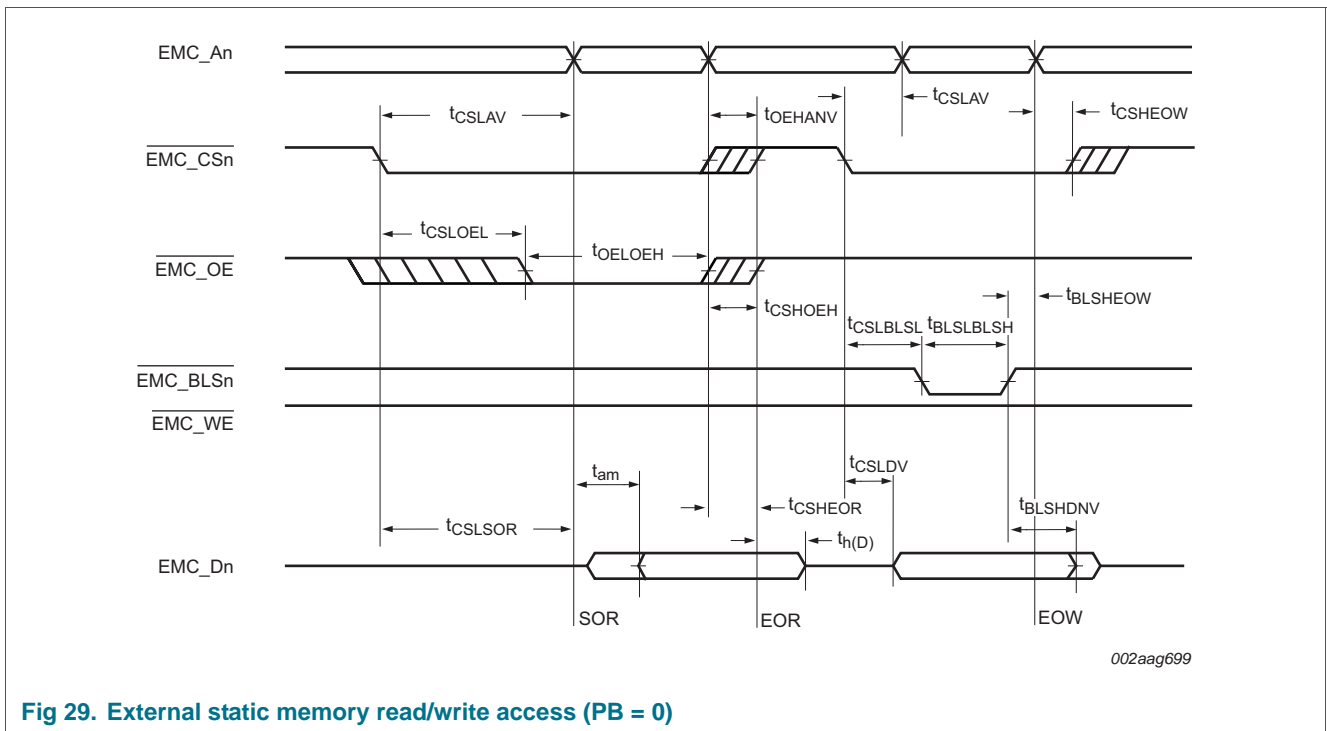 EMC_An
tCSLAV
tOEHANV
tCSLAV
tCSHEOW
EMC_CSn
tCSLOEL
tOELOEH
EMC_OE
tCSHOEH
tBLSHEOW
tCSLBLSL
tBLSLBLSH
EMC_BLSn
EMC_WE
tam
tCSLDV
tCSLSOR
tCSHEOR
tBLSHDNV
th(D)
EMC_Dn
SOR
EOR
EOW
002aag699
Fig 29. External static memory read/write access (PB = 0)